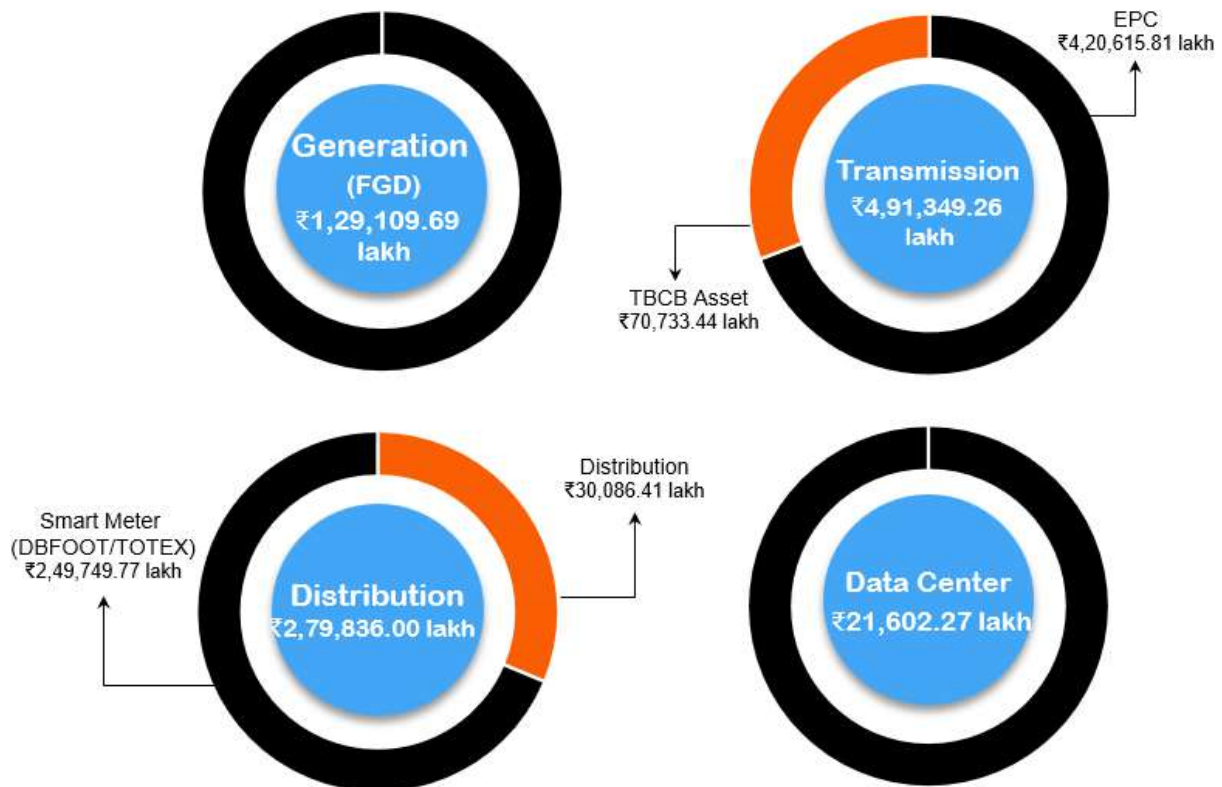 Generation
(FGD)
₹1,29,109.69
lakh
EPC
₹4,20,615.81 lakh
Transmission
₹4,91,349.26
lakh
TBCB Asset
₹70,733.44 lakh
Smart Meter
(DBFOOT/TOTEX)
₹2,49,749.77 lakh
Distribution
₹2,79,836.00 lakh
Distribution
₹30,086.41 lakh
Data Center
₹21,602.27 lakh